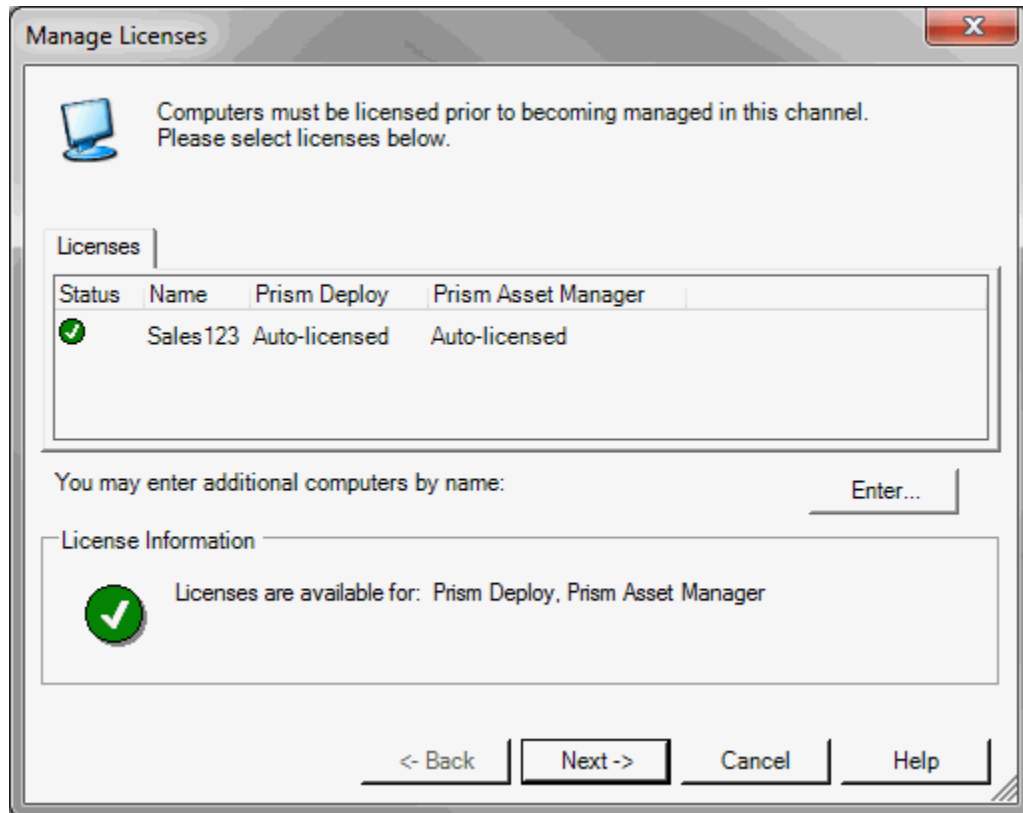 Manage Licenses
Computers must be licensed prior to becoming managed in this channel.
Please select licenses below.
Licenses
Status Name Prism Deploy Prism Asset Manager
Sales123 Auto-licensed Auto-licensed
You may enter additional computers by name:
Enter...
License Information
Licenses are available for: Prism Deploy, Prism Asset Manager
<- Back Next -> Cancel Help